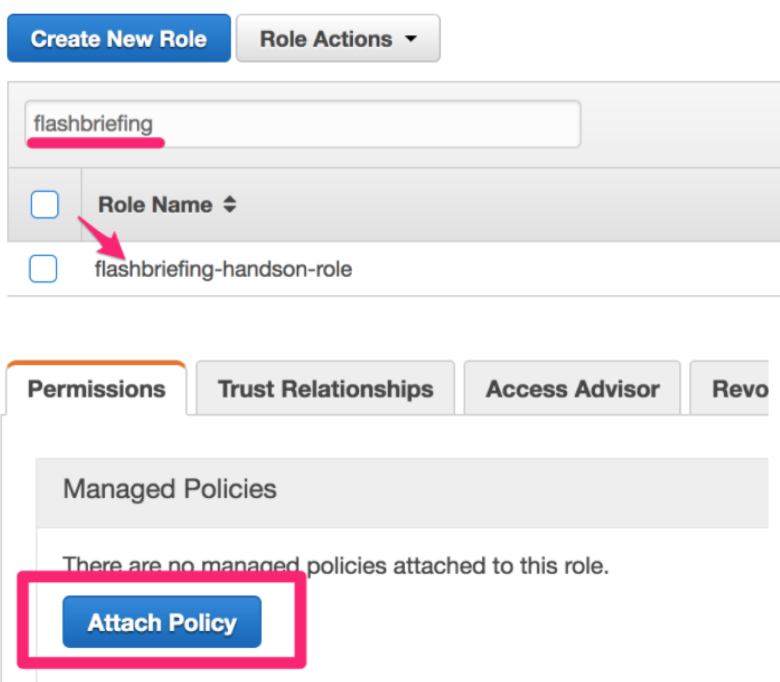 Create New Role Role Actions
flashbriefing
Role Name
flashbriefing-handson-role
Permissions Trust Relationships Access Advisor Revo
Managed Policies
There are no managed policies attached to this role.
Attach Policy